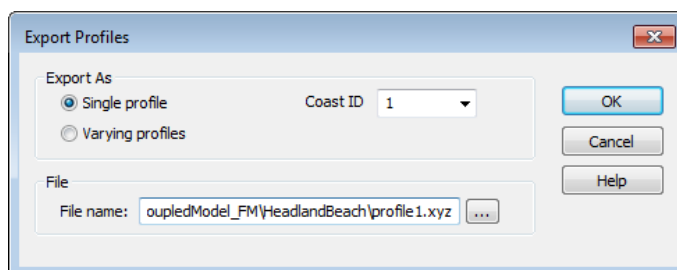 Export Profiles
Export As
Single profile
Coast ID 1
OK
Varying profiles
Cancel
File
Help
File name: oupledModel_FM\HeadlandBeach\profile1.xyz ...